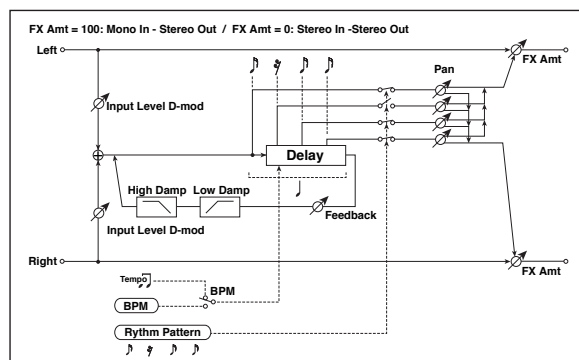 FX Amt = 100: Mono In - Stereo Out / FX Amt = 0: Stereo In -Stereo Out
Left
FX Amt
Pan
Input Level D-mod
Delay
High Damp
Low Damp
Feedback
Input Level D-mod
Right
FX Amt
Tempo
BPM
BPM
Rythm Pattern